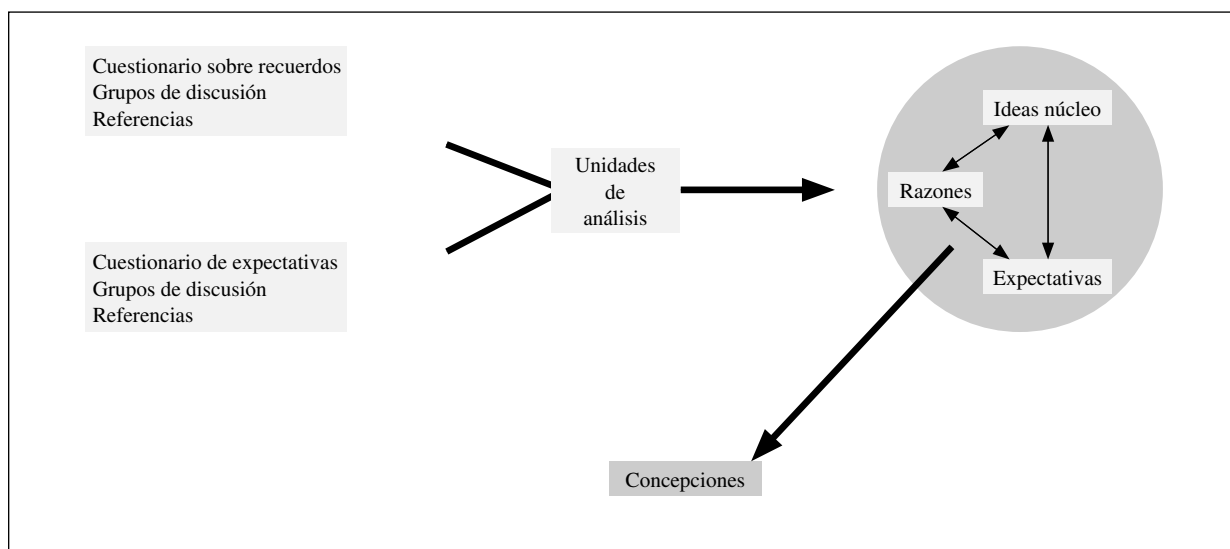 Cuestionario sobre recuerdos
Grupos de discusión
Referencias
Unidades
de
análisis
Ideas núcleo
Razones
Expectativas
Cuestionario de expectativas
Grupos de discusión
Referencias
Concepciones